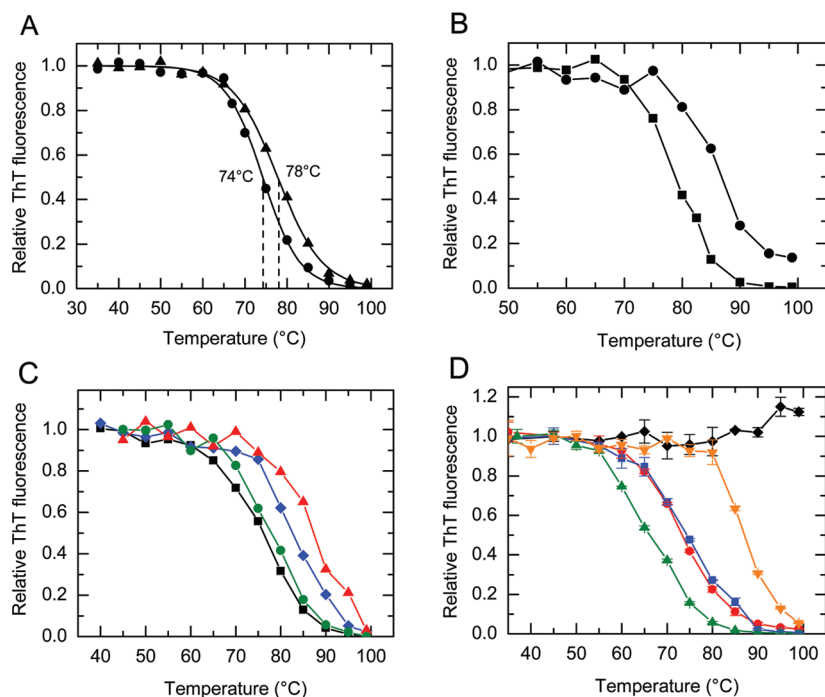 A
Relative ThT fluorescence
1.0
0.8
0.6
0.4
0.2
0.0
74°C
78°C
30 40 50 60 70 80 90 100
Temperature (°C)
B
Relative ThT fluorescence
1.0
0.8
0.6
0.4
0.2
0.0
50 60 70 80 90 100
Temperature (°C)
C
Relative ThT fluorescence
1.0
0.8
0.6
0.4
0.2
0.0
40 50 60 70 80 90 100
Temperature (°C)
D
Relative ThT fluorescence
1.2
1.0
0.8
0.6
0.4
0.2
0.0
40 50 60 70 80 90 100
Temperature (°C)